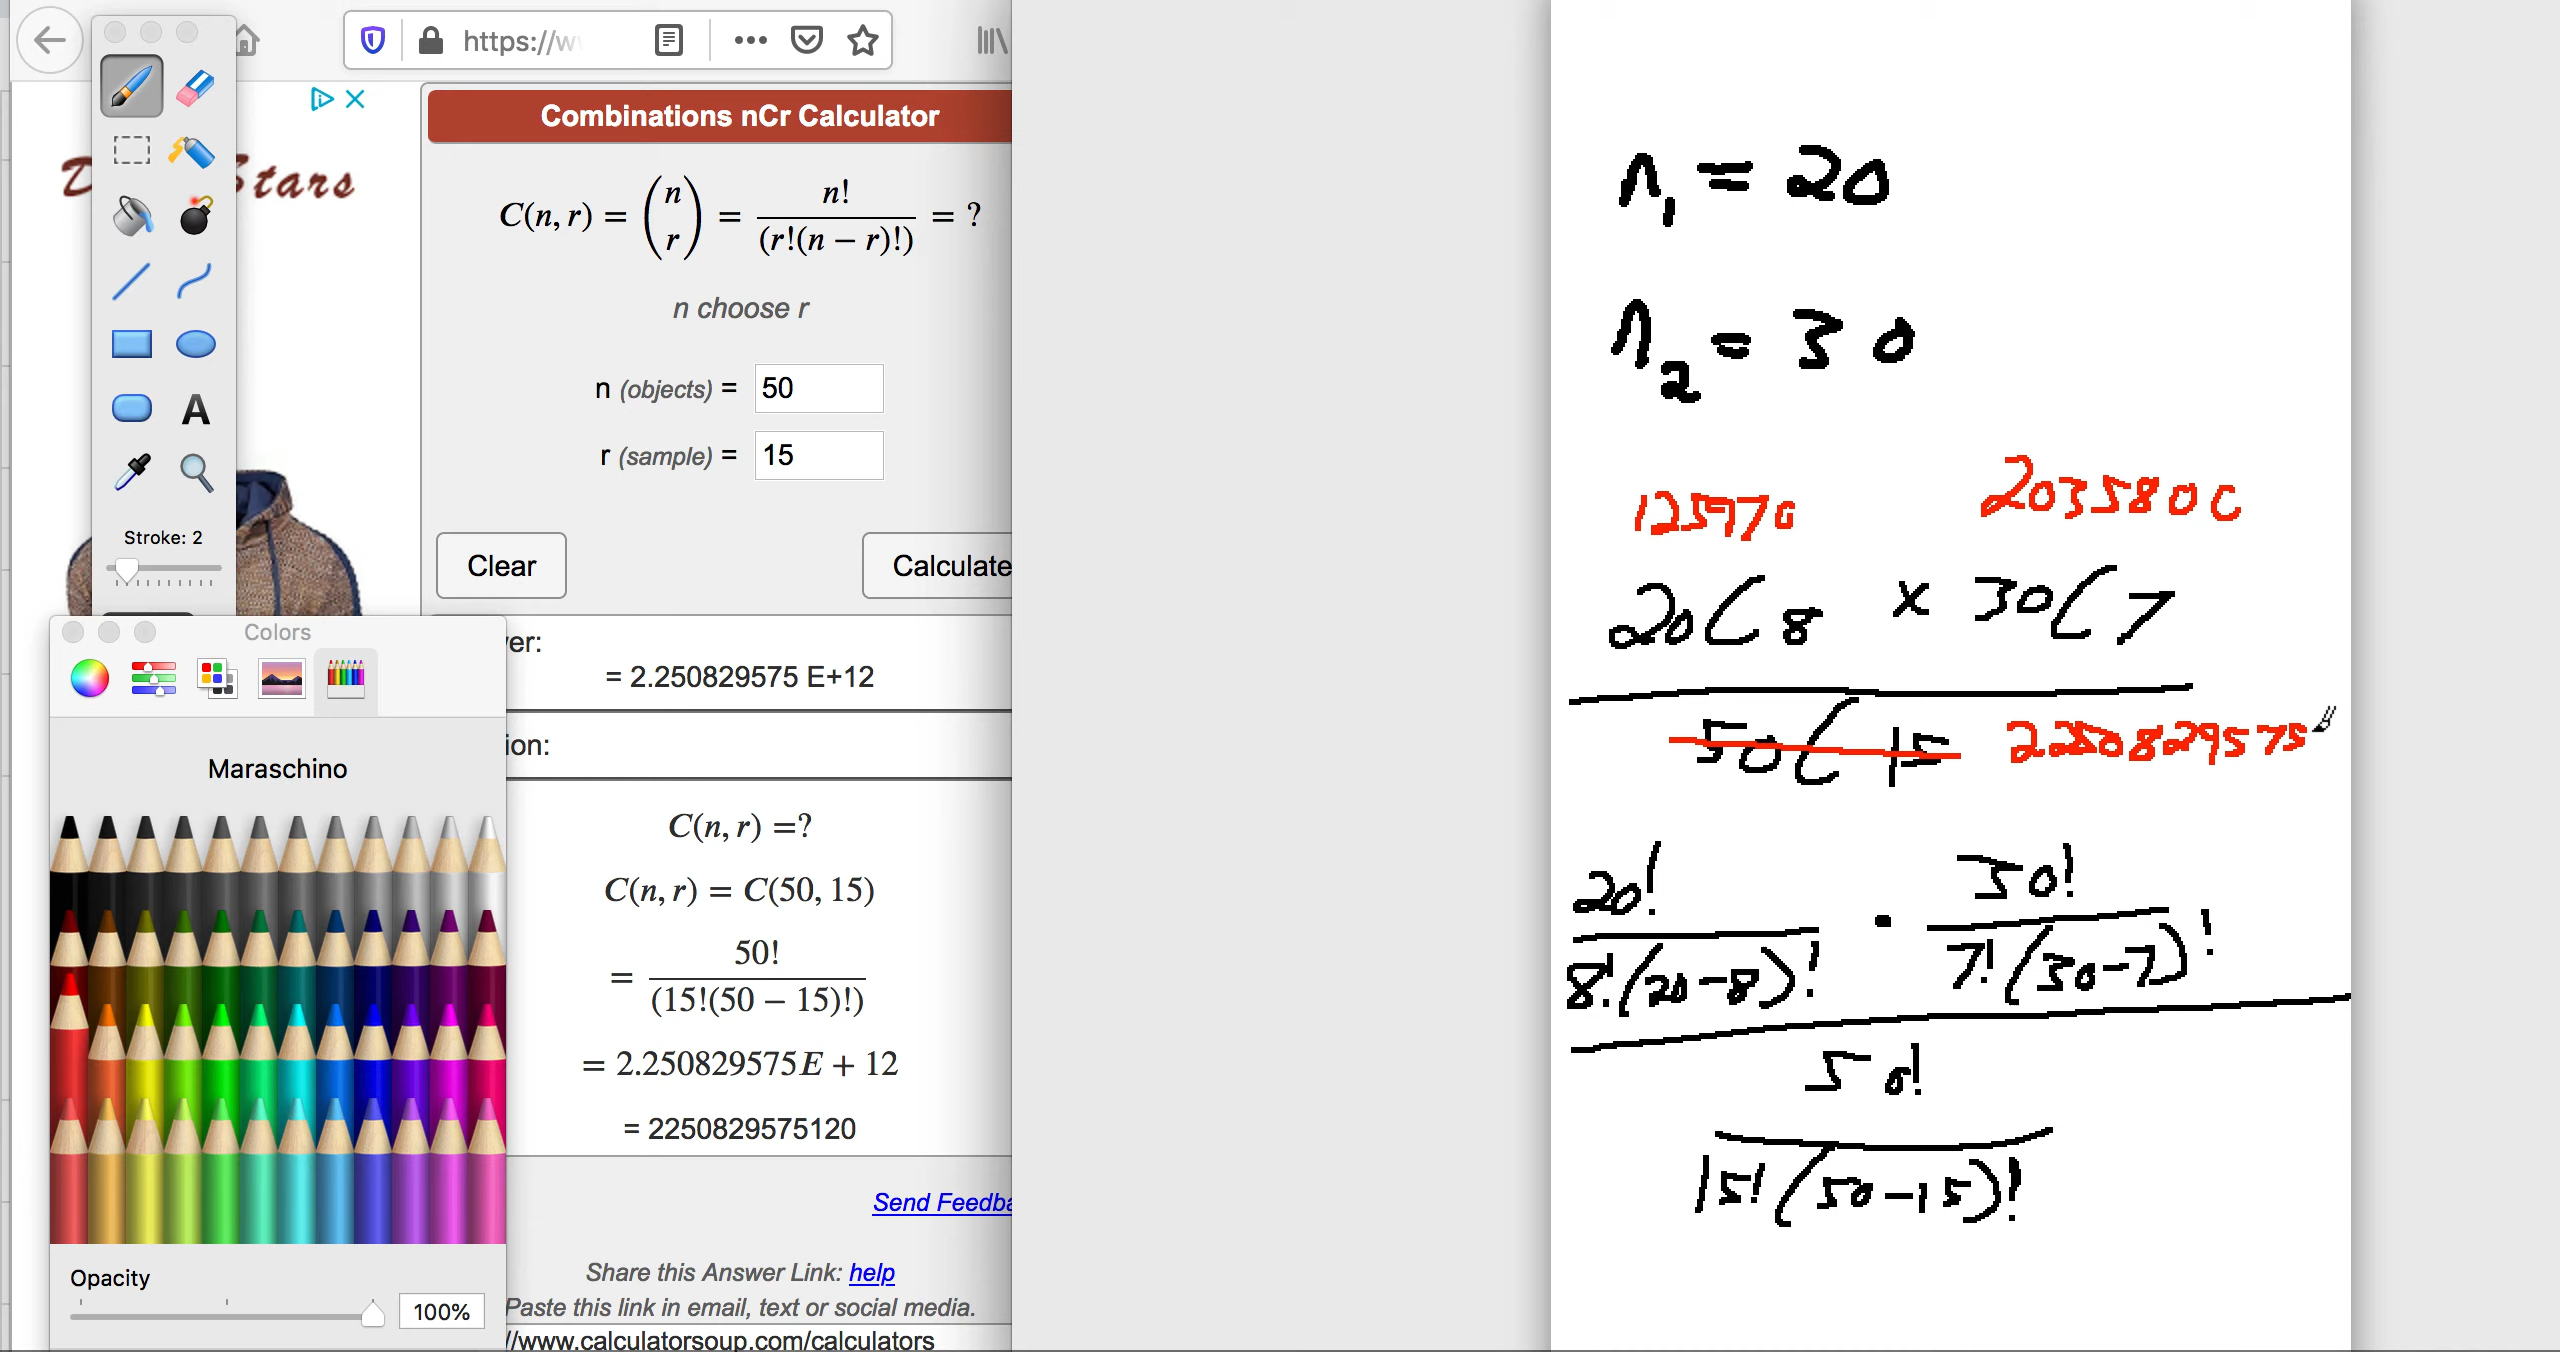 https://w
Stars
Stroke: 2
Combinations nCr Calculator
C(n, r) = (n r) = n! / (r!(n − r)!) = ?
n choose r
n (objects) = 50
r (sample) = 15
Clear Calculate
ver:
= 2.250829575 E+12
ion:
C(n, r) =?
C(n, r) = C(50, 15)
= 50! / (15!(50 − 15)!)
= 2.250829575E + 12
= 2250829575120
Send Feedba
Share this Answer Link: help
Paste this link in email, text or social media.
//www.calculatorsoup.com/calculators
Colors
Maraschino
Opacity
100%
n₁ = 20
n₂ = 30
125970 203580C
20C8 x 30C7
50C15 2250829575
20! · 30!
8!(20-8)! 7!(30-7)!
50!
15!(50-15)!